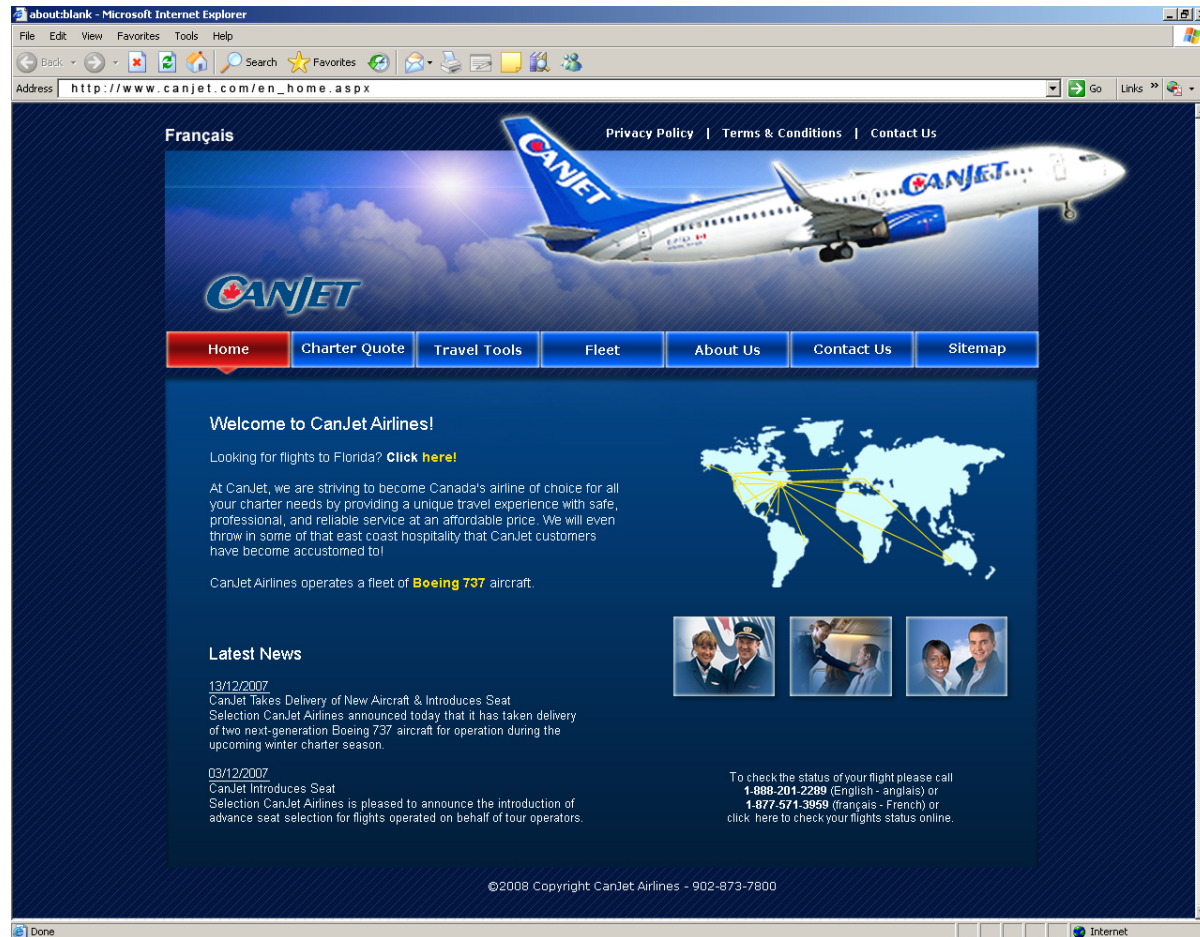 about:blank - Microsoft Internet Explorer
File Edit View Favorites Tools Help
Back Search Favorites
Address http://www.canjet.com/en_home.aspx Go Links »
Français Privacy Policy | Terms & Conditions | Contact Us
CANJET
CANJET
CANJET
Home Charter Quote Travel Tools Fleet About Us Contact Us Sitemap
Welcome to CanJet Airlines!
Looking for flights to Florida? Click here!
At CanJet, we are striving to become Canada's airline of choice for all
your charter needs by providing a unique travel experience with safe,
professional, and reliable service at an affordable price. We will even
throw in some of that east coast hospitality that CanJet customers
have become accustomed to!
CanJet Airlines operates a fleet of Boeing 737 aircraft.
Latest News
13/12/2007
CanJet Takes Delivery of New Aircraft & Introduces Seat
Selection CanJet Airlines announced today that it has taken delivery
of two next-generation Boeing 737 aircraft for operation during the
upcoming winter charter season.
03/12/2007
CanJet Introduces Seat
Selection CanJet Airlines is pleased to announce the introduction of
advance seat selection for flights operated on behalf of tour operators.
To check the status of your flight please call
1-888-201-2289 (English - anglais) or
1-877-571-3959 (français - French) or
click here to check your flights status online.
©2008 Copyright CanJet Airlines - 902-873-7800
Done Internet